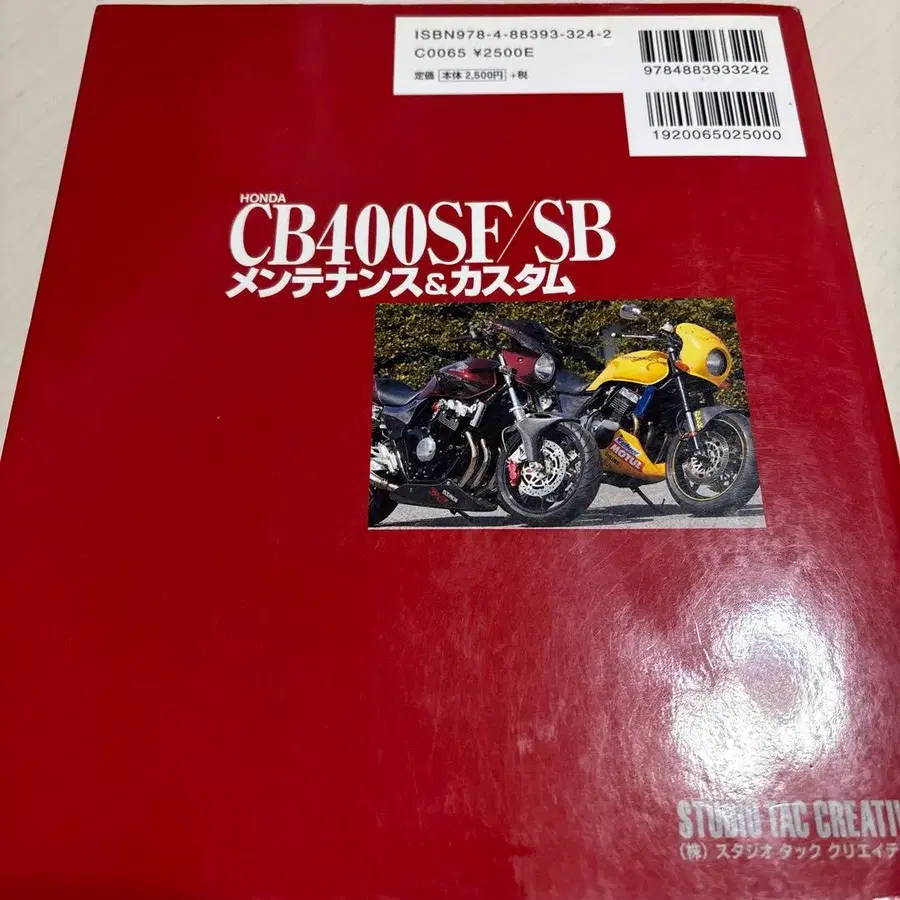 ISBN978-4-88393-324-2
C0065 ¥2500E
定価 本体 2,500円 +税
9784883933242
1920065025000
HONDA
CB400SF/SB
メンテナンス&カスタム
MOTUL
STUDIO TAC CREATIV
(株)スタジオ タック クリエイテ